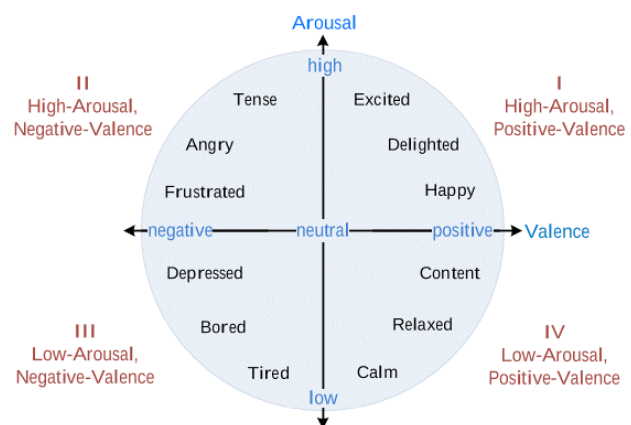 Arousal
high
II
High-Arousal,
Negative-Valence
I
High-Arousal,
Positive-Valence
Tense
Excited
Angry
Delighted
Frustrated
Happy
negative
neutral
positive
Valence
Depressed
Content
Bored
Relaxed
III
Low-Arousal,
Negative-Valence
IV
Low-Arousal,
Positive-Valence
Tired
Calm
low